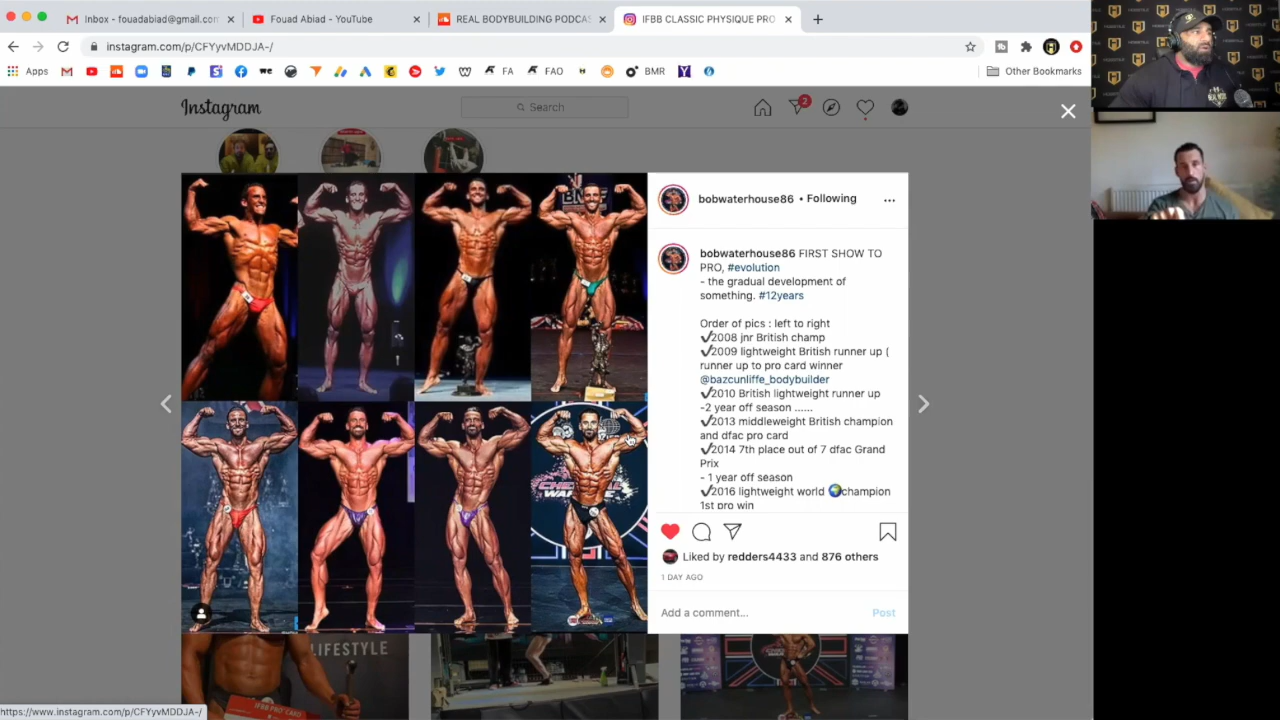 Inbox - fouadabiad@gmail.com
Fouad Abiad - YouTube
REAL BODYBUILDING PODCAS
IFBB CLASSIC PHYSIQUE PRO
instagram.com/p/CFYyvMDDJA-/
Apps
FA
FAO
BMR
Other Bookmarks
Instagram
Search
2
bobwaterhouse86 • Following
bobwaterhouse86 FIRST SHOW TO
PRO, #evolution
- the gradual development of
something. #12years
Order of pics : left to right
✔2008 jnr British champ
✔2009 lightweight British runner up (
runner up to pro card winner
@bazcunliffe_bodybuilder
✔2010 British lightweight runner up
-2 year off season ......
✔2013 middleweight British champion
and dfac pro card
✔2014 7th place out of 7 dfac Grand
Prix
- 1 year off season
✔2016 lightweight world 🌍champion
1st pro win
Liked by redders4433 and 876 others
1 DAY AGO
Add a comment...
Post
LIFESTYLE
IFBB PRO CARD
https://www.instagram.com/p/CFYyvMDDJA-/